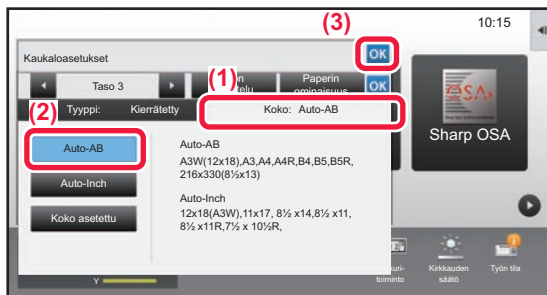 (3)
10:15
Kaukaloasetukset
OK
(1)
Taso 3
Paperin
OK
(2)
Tyyppi: Kierrätetty
Koko: Auto-AB
Auto-AB
Auto-AB
A3W(12x18),A3,A4,A4R,B4,B5,B5R,
216x330(8½x13)
Auto-Inch
Auto-Inch
12x18(A3W),11x17, 8½ x14,8½ x11,
8½ x11R,7½ x 10½R,
Koko asetettu
Sharp OSA
toiminto
Kirkkauden
säätö
Työn tila
Y